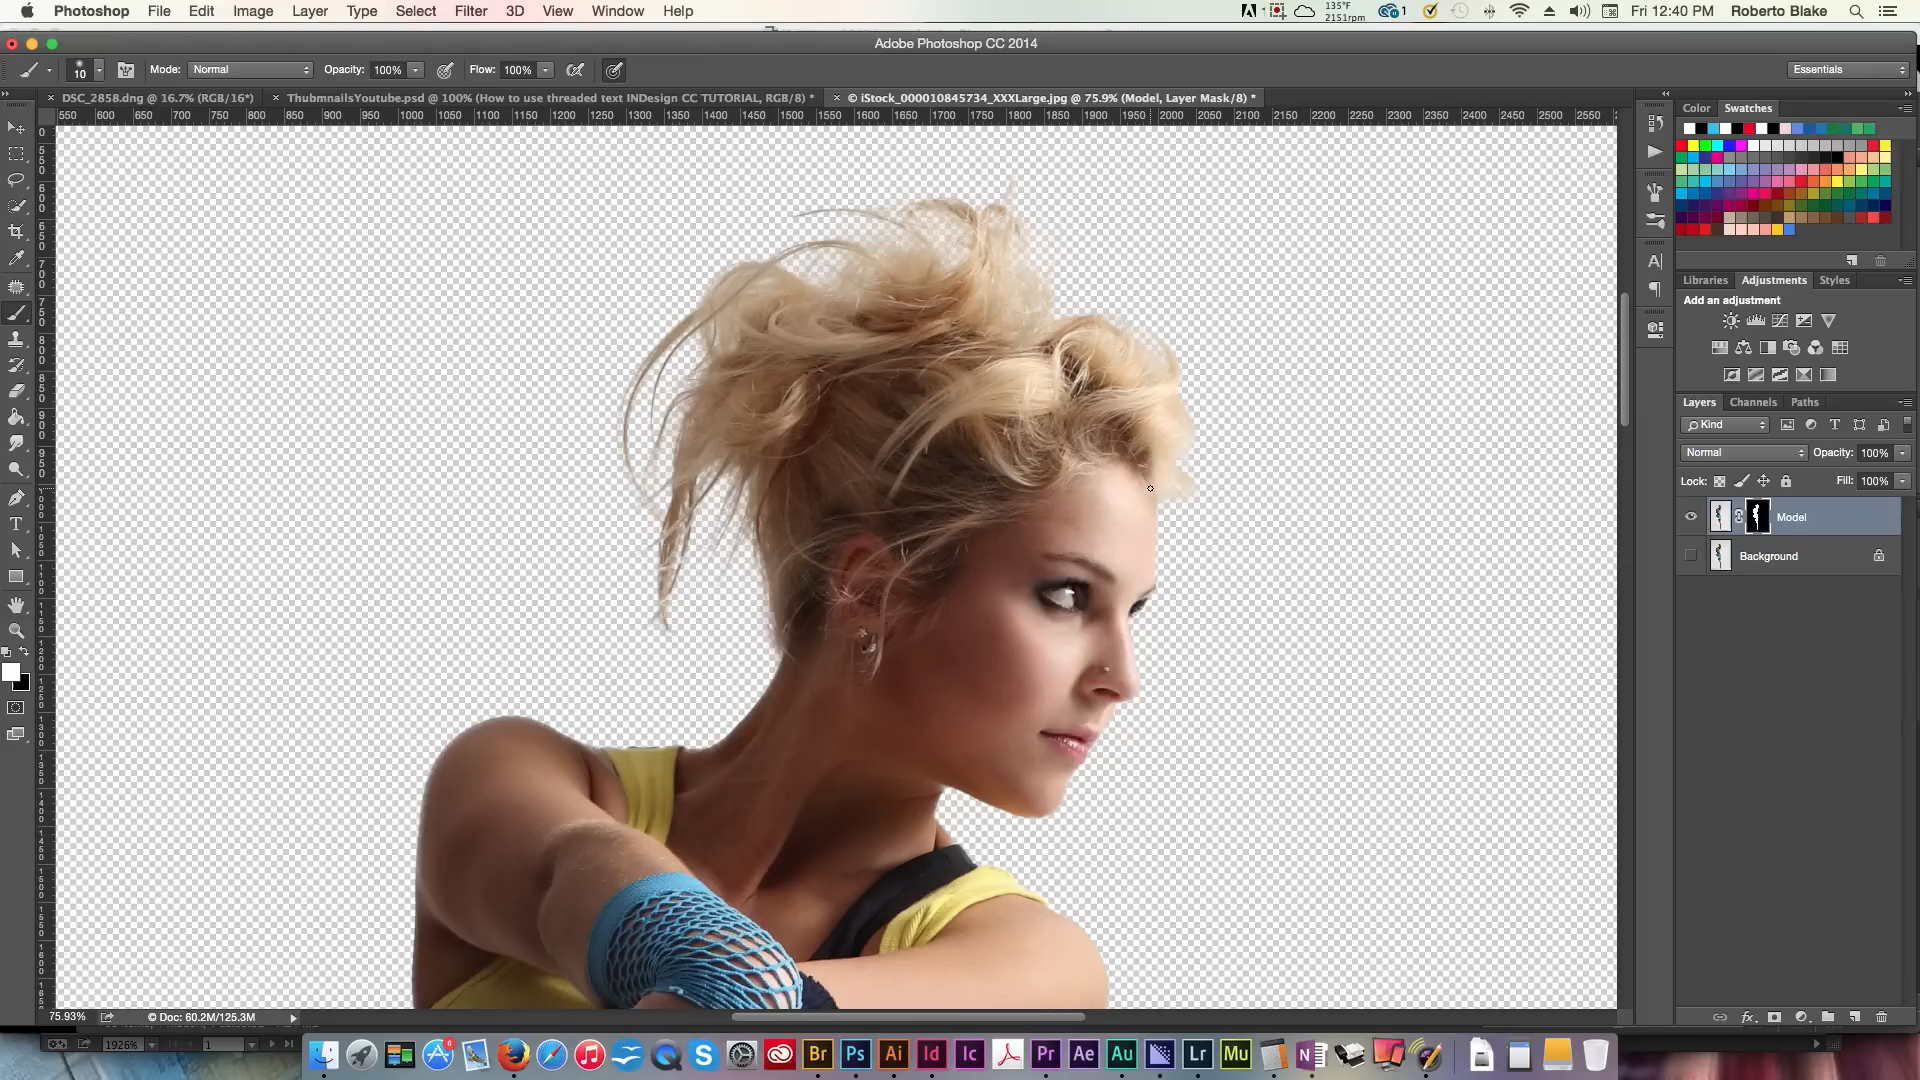 Photoshop File Edit Image Layer Type Select Filter 3D View Window Help
135°F
2151rpm
1
Fri 12:40 PM Roberto Blake
Adobe Photoshop CC 2014
10
Mode: Normal Opacity: 100% Flow: 100%
Essentials
DSC_2858.dng @ 16.7% (RGB/16*)
ThubmnailsYoutube.psd @ 100% (How to use threaded text INDesign CC TUTORIAL, RGB/8) *
© iStock_000010845734_XXXLarge.jpg @ 75.9% (Model, Layer Mask/8) *
550 600 650 700 750 800 850 900 950 1000 1050 1100 1150 1200 1250 1300 1350 1400 1450 1500 1550 1600 1650 1700 1750 1800 1850 1900 1950 2000 2050 2100 2150 2200 2250 2300 2350 2400 2450 2500 2550
Color Swatches
Libraries Adjustments Styles
Add an adjustment
Layers Channels Paths
Kind
Normal Opacity: 100%
Lock: Fill: 100%
Model
Background
75.93% © Doc: 60.2M/125.3M
1926% 1
6
Br Ps Ai Id Ic Pr Ae Au Lr Mu N